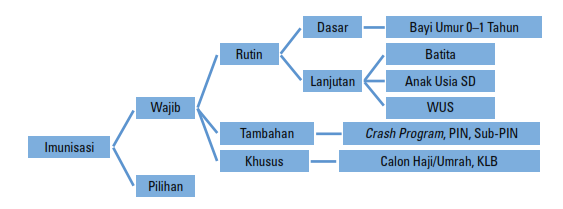 Dasar
Bayi Umur 0–1 Tahun
Rutin
Batita
Lanjutan
Anak Usia SD
Wajib
WUS
Tambahan
Crash Program, PIN, Sub-PIN
Imunisasi
Khusus
Calon Haji/Umrah, KLB
Pilihan